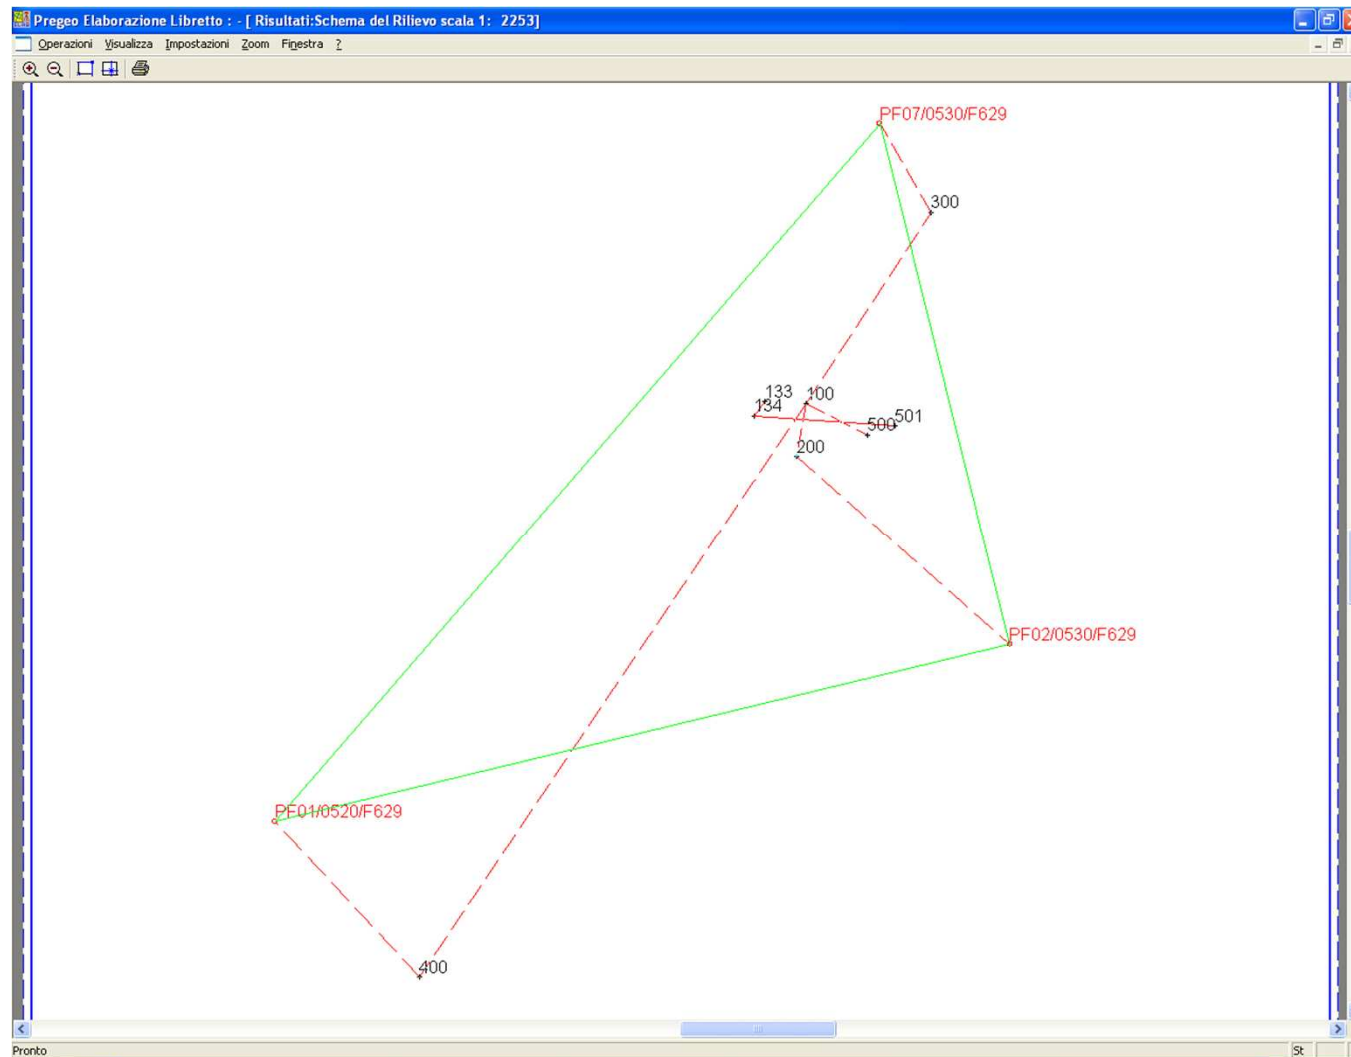 Pregeo Elaborazione Libretto : - [ Risultati:Schema del Rilievo scala 1: 2253]
Operazioni Visualizza Impostazioni Zoom Finestra ?
PF07/0530/F629
300
133
100
134
501
500
200
PF02/0530/F629
PF01/0520/F629
400
Pronto
St